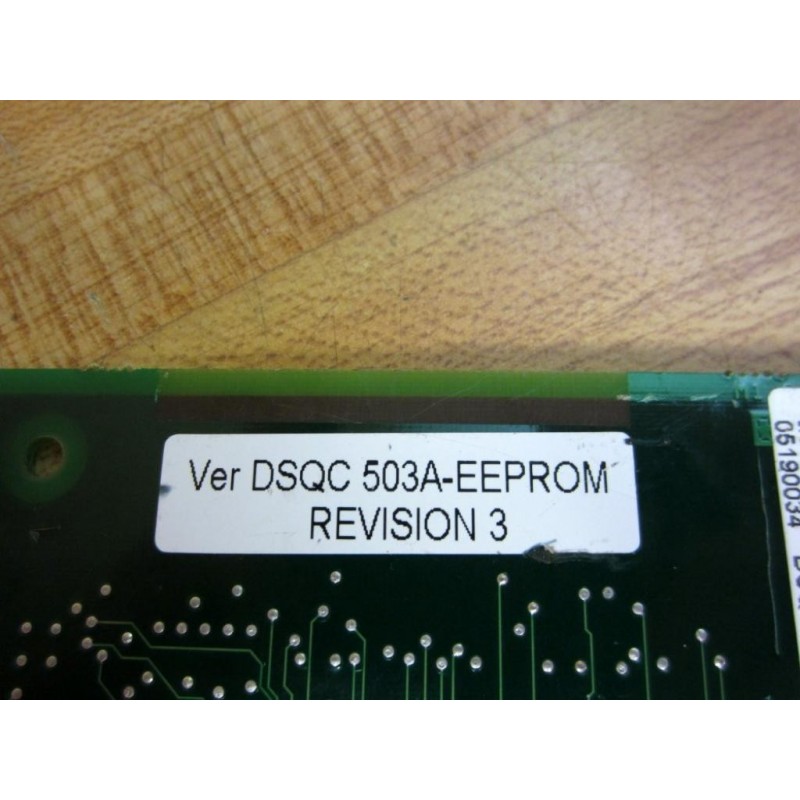 Ver DSQC 503A-EEPROM
REVISION 3
05190034